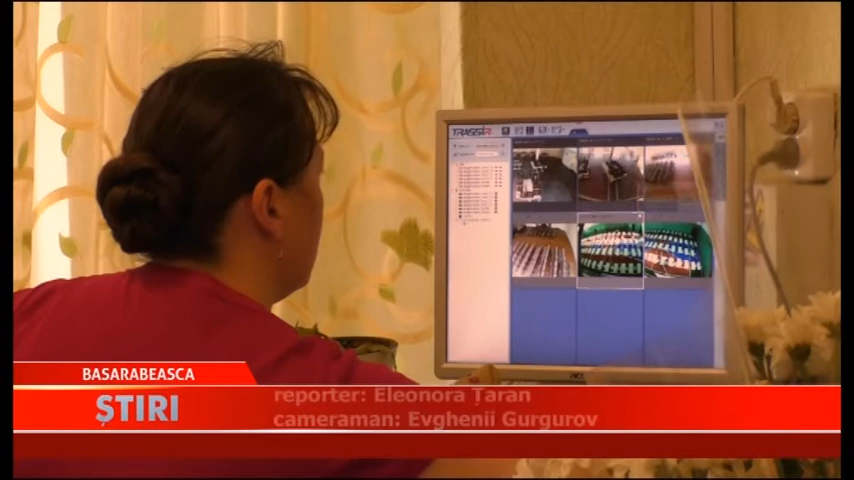 TRASSIR
BASARABEASCA
ȘTIRI
reporter: Eleonora Țaran
cameraman: Evghenii Gurgurov